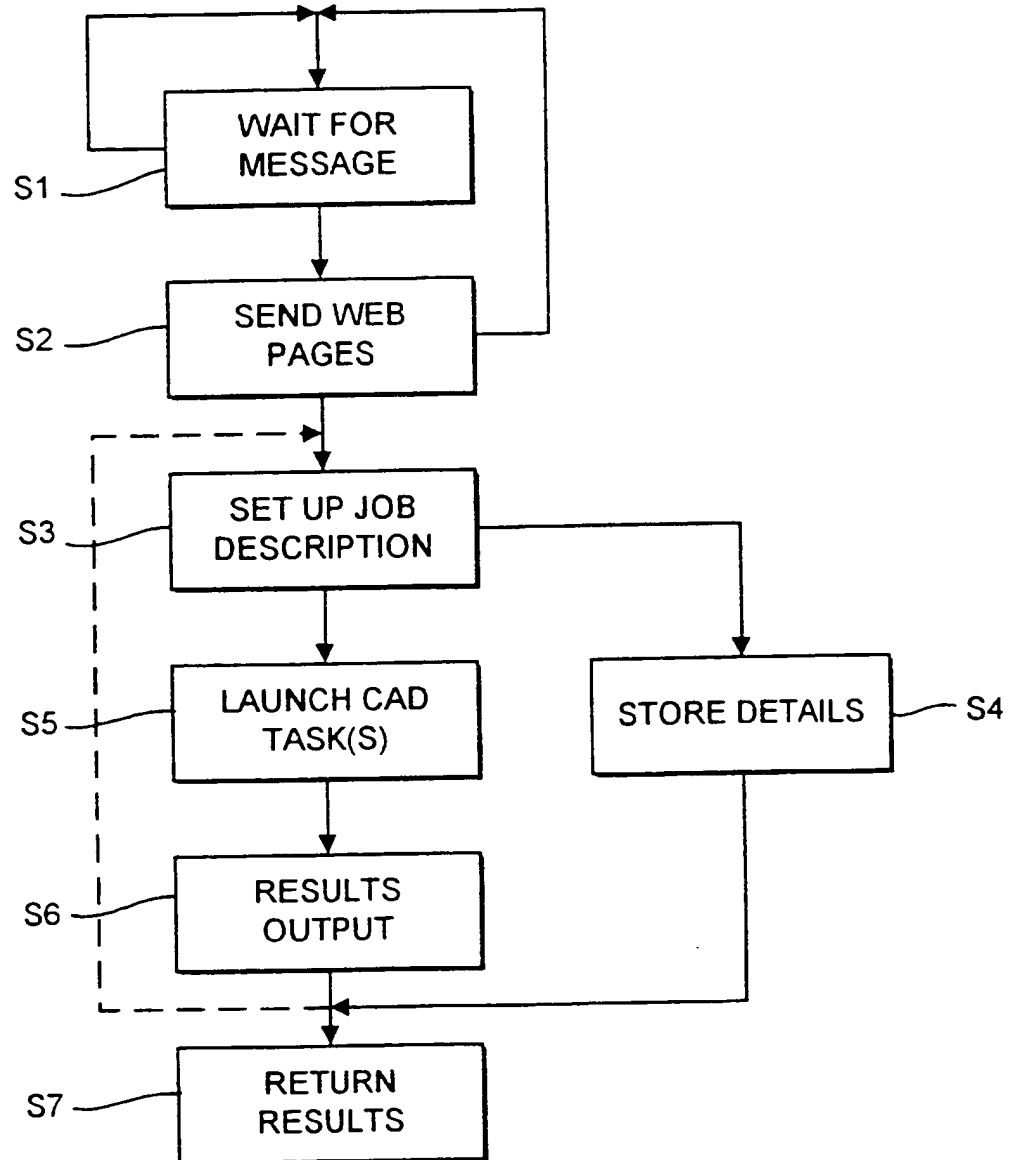 WAIT FOR
MESSAGE
S1
SEND WEB
PAGES
S2
SET UP JOB
DESCRIPTION
S3
LAUNCH CAD
TASK(S)
S5
STORE DETAILS
S4
RESULTS
OUTPUT
S6
RETURN
RESULTS
S7